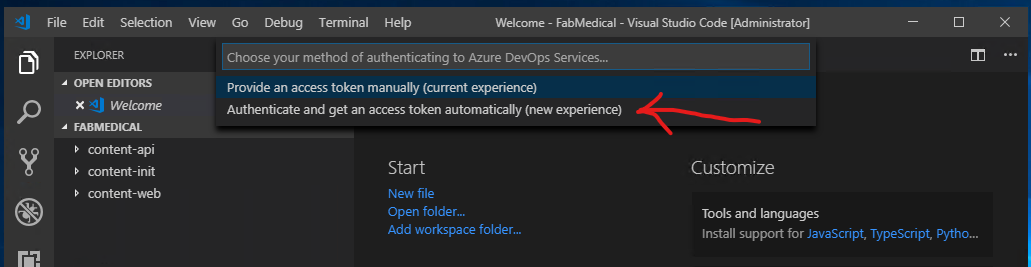 File Edit Selection View Go Debug Terminal Help Welcome - FabMedical - Visual Studio Code [Administrator]
EXPLORER
Choose your method of authenticating to Azure DevOps Services...
OPEN EDITORS
Provide an access token manually (current experience)
Welcome
Authenticate and get an access token automatically (new experience)
FABMEDICAL
content-api
content-init
content-web
Start
New file
Open folder...
Add workspace folder...
Customize
Tools and languages
Install support for JavaScript, TypeScript, Pytho...